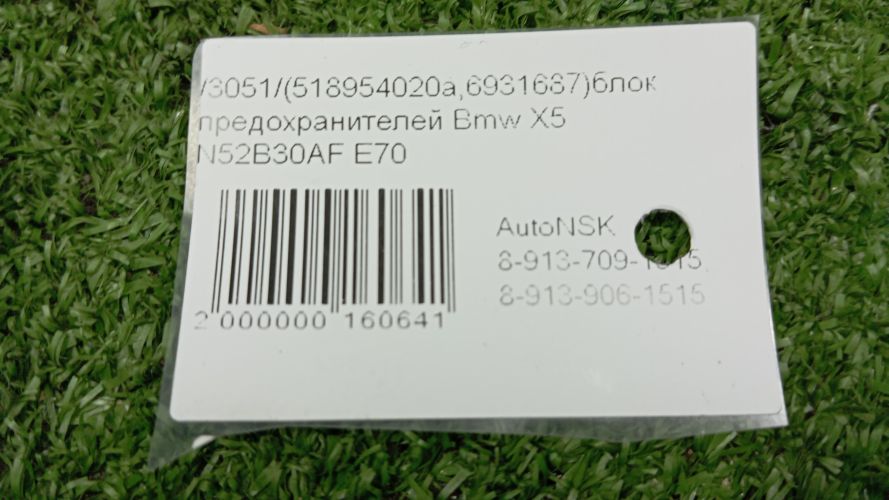 /3051/(518954020a,6931687)блок
предохранителей Bmw X5
N52B30AF E70
AutoNSK
8-913-709-1515
8-913-906-1515
2 000000 160641